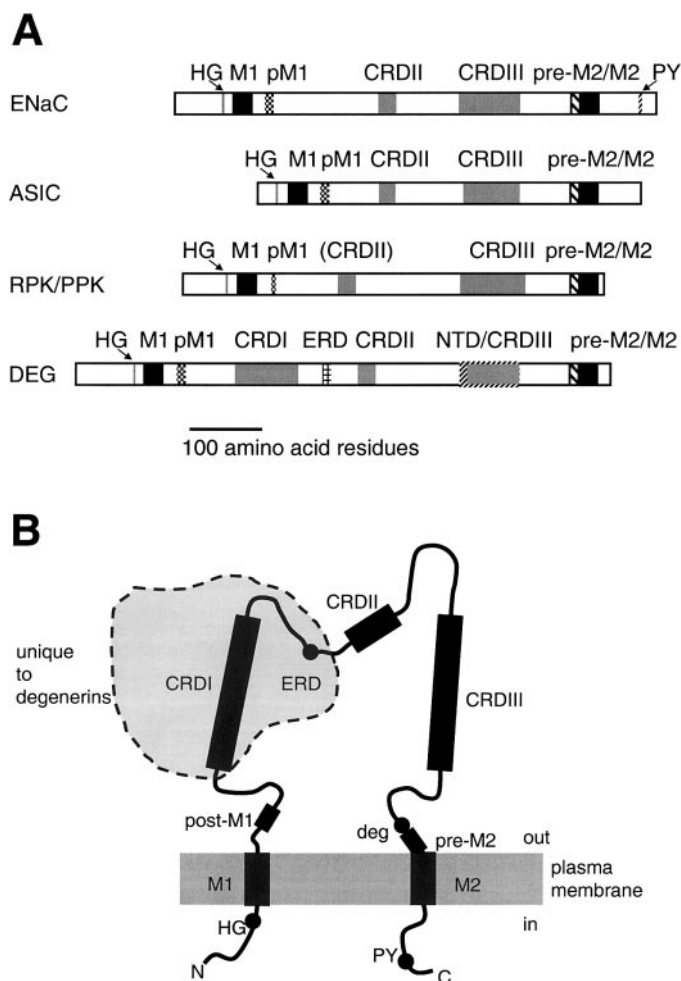 A
HG M1 pM1 CRDII CRDIII pre-M2/M2 PY
ENaC
HG M1 pM1 CRDII CRDIII pre-M2/M2
ASIC
HG M1 pM1 (CRDII) CRDIII pre-M2/M2
RPK/PPK
HG M1 pM1 CRDI ERD CRDII NTD/CRDIII pre-M2/M2
DEG
100 amino acid residues
B
unique
to
degenerins
CRDI
ERD
CRDII
CRDIII
post-M1
deg
pre-M2
out
plasma
membrane
in
M1
M2
HG
N
PY
C